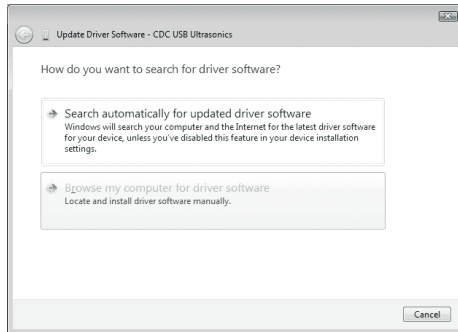 Update Driver Software - CDC USB Ultrasonics
How do you want to search for driver software?
Search automatically for updated driver software
Windows will search your computer and the Internet for the latest driver software
for your device, unless you've disabled this feature in your device installation
settings.
Browse my computer for driver software
Locate and install driver software manually.
Cancel